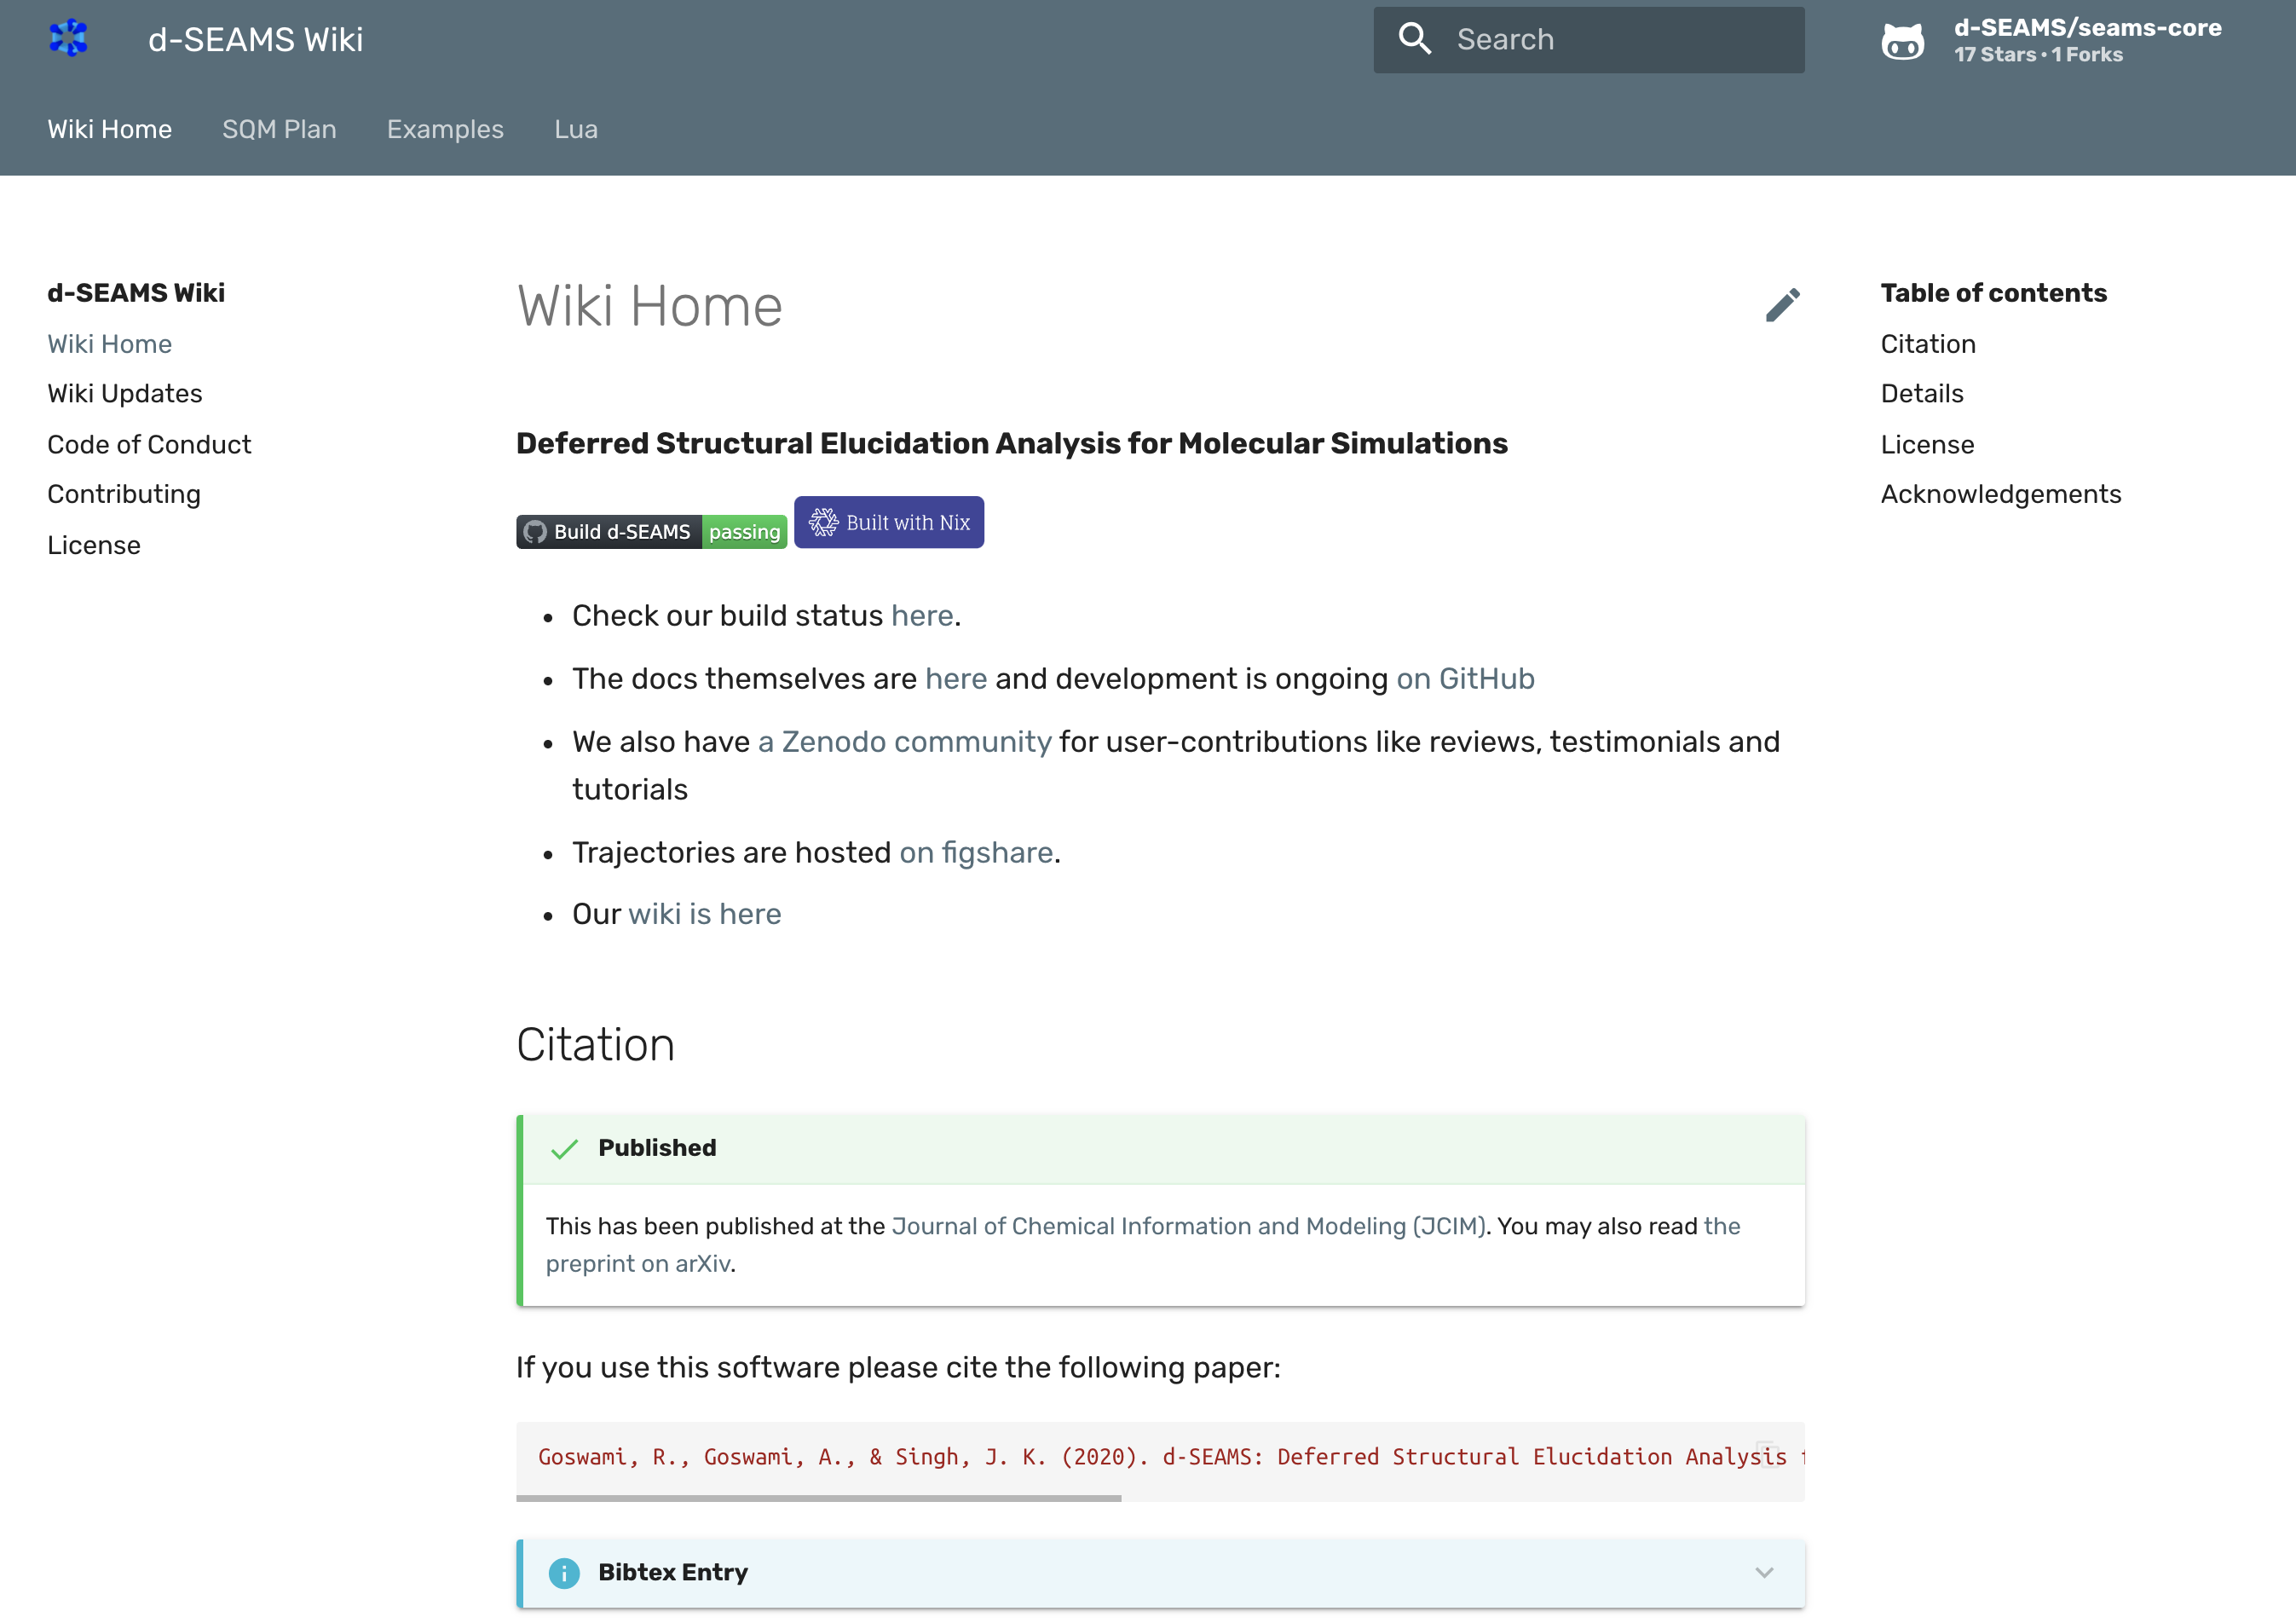 d-SEAMS Wiki
Search
d-SEAMS/seams-core
17 Stars • 1 Forks
Wiki Home
SQM Plan
Examples
Lua
d-SEAMS Wiki
Wiki Home
Wiki Updates
Code of Conduct
Contributing
License
Wiki Home
Deferred Structural Elucidation Analysis for Molecular Simulations
Build d-SEAMS passing
Built with Nix
• Check our build status here.
• The docs themselves are here and development is ongoing on GitHub
• We also have a Zenodo community for user-contributions like reviews, testimonials and
tutorials
• Trajectories are hosted on figshare.
• Our wiki is here
Citation
Published
This has been published at the Journal of Chemical Information and Modeling (JCIM). You may also read the
preprint on arXiv.
If you use this software please cite the following paper:
Goswami, R., Goswami, A., & Singh, J. K. (2020). d-SEAMS: Deferred Structural Elucidation Analysis
Bibtex Entry
Table of contents
Citation
Details
License
Acknowledgements